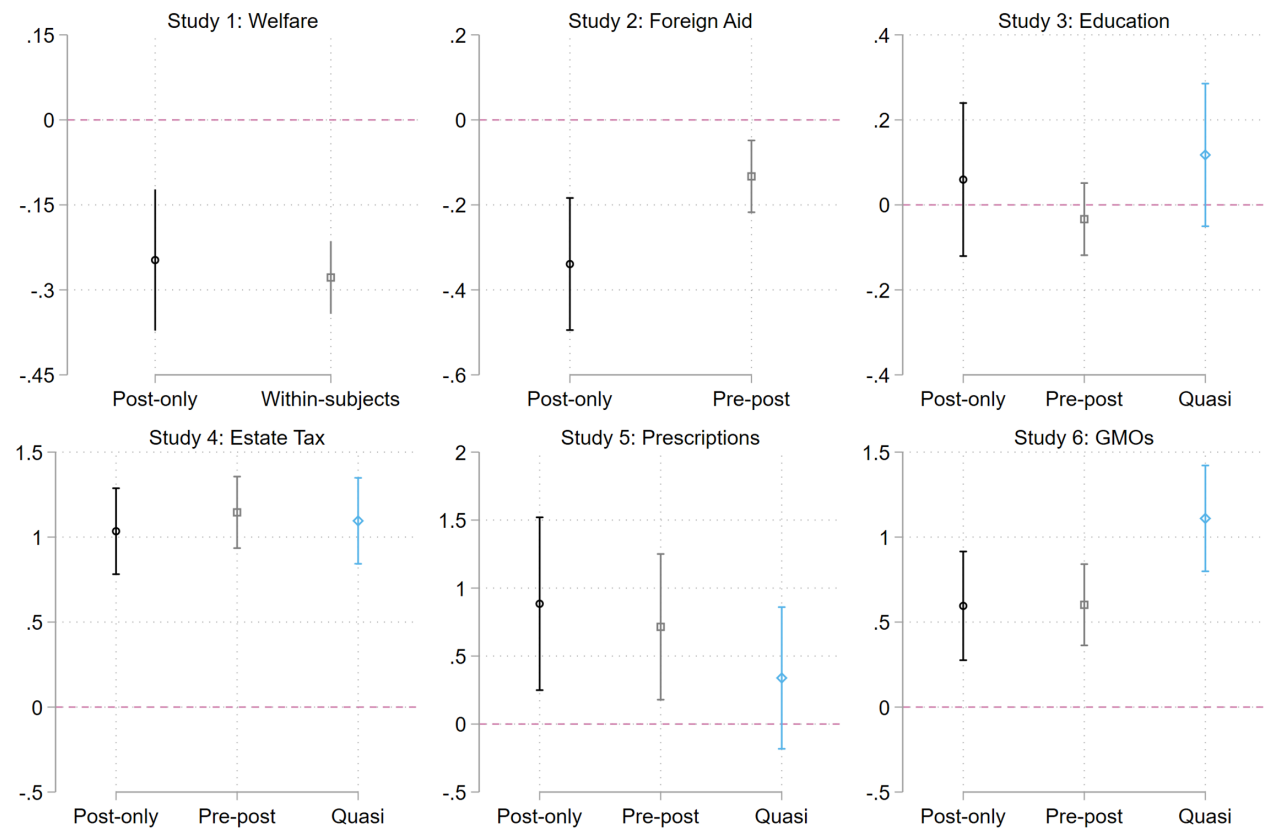 Study 1: Welfare
.15
0
-.15
-.3
-.45
Post-only Within-subjects
Study 2: Foreign Aid
.2
0
-.2
-.4
-.6
Post-only Pre-post
Study 3: Education
.4
.2
0
-.2
-.4
Post-only Pre-post Quasi
Study 4: Estate Tax
1.5
1
.5
0
-.5
Post-only Pre-post Quasi
Study 5: Prescriptions
2
1.5
1
.5
0
-.5
Post-only Pre-post Quasi
Study 6: GMOs
1.5
1
.5
0
-.5
Post-only Pre-post Quasi